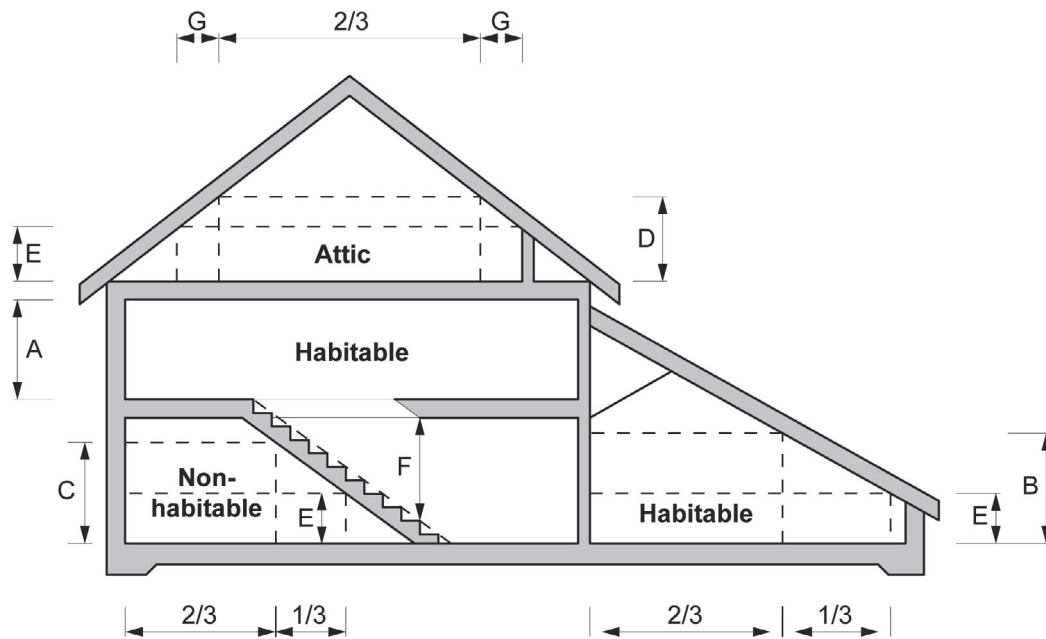 G 2/3 G
E
Attic
D
A
Habitable
C
Non-
habitable
E
F
Habitable
E
B
2/3 1/3 2/3 1/3